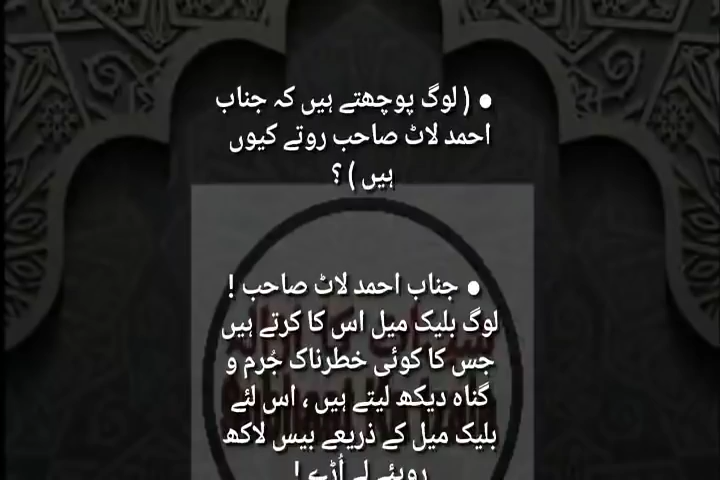 ● ( لوگ پوچھتے ہیں کہ جناب
احمد لاٹ صاحب روتے کیوں
ہیں ) ؟
● جناب احمد لاٹ صاحب !
لوگ بلیک میل اس کا کرتے ہیں
جس کا کوئی خطرناک جُرم و
گناہ دیکھ لیتے ہیں ، اس لئے
بلیک میل کے ذریعے بیس لاکھ
روپئے لے اُڑے !